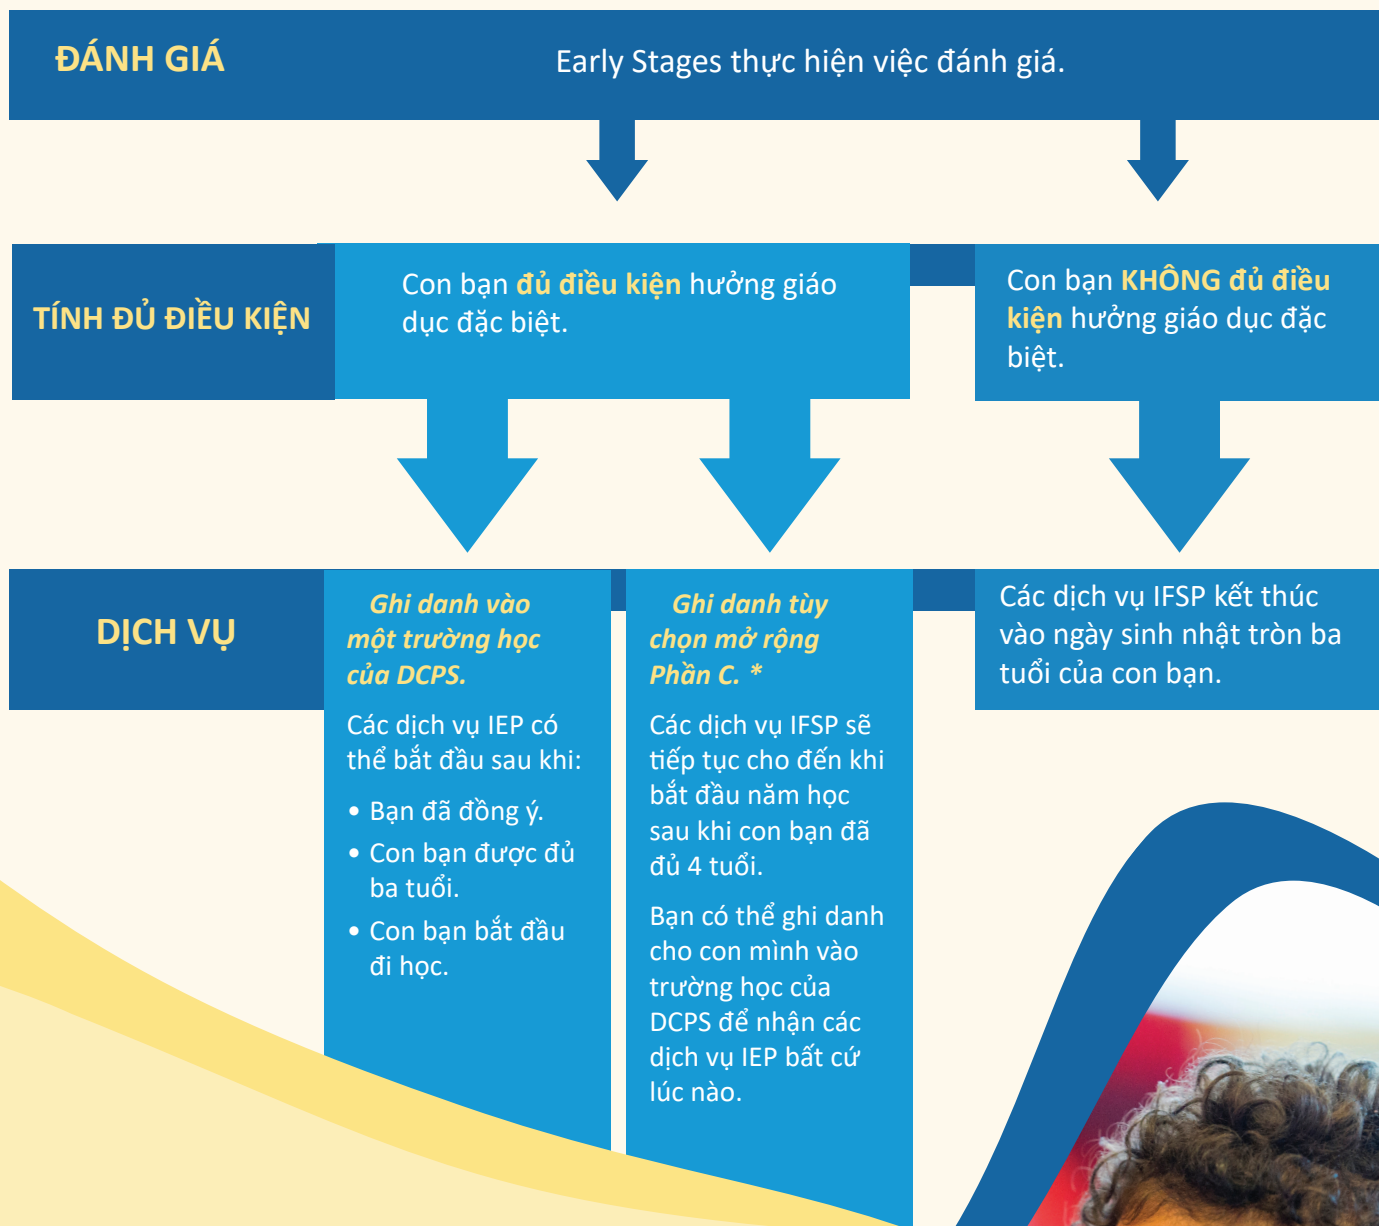 ĐÁNH GIÁ
Early Stages thực hiện việc đánh giá.
TÍNH ĐỦ ĐIỀU KIỆN
Con bạn đủ điều kiện hưởng giáo
dục đặc biệt.
Con bạn KHÔNG đủ điều
kiện hưởng giáo dục đặc
biệt.
DỊCH VỤ
Ghi danh vào
một trường học
của DCPS.
Các dịch vụ IEP có
thể bắt đầu sau khi:
• Bạn đã đồng ý.
• Con bạn được đủ
ba tuổi.
• Con bạn bắt đầu
đi học.
Ghi danh tùy
chọn mở rộng
Phần C. *
Các dịch vụ IFSP sẽ
tiếp tục cho đến khi
bắt đầu năm học
sau khi con bạn đã
đủ 4 tuổi.
Bạn có thể ghi danh
cho con mình vào
trường học của
DCPS để nhận các
dịch vụ IEP bất cứ
lúc nào.
Các dịch vụ IFSP kết thúc
vào ngày sinh nhật tròn ba
tuổi của con bạn.